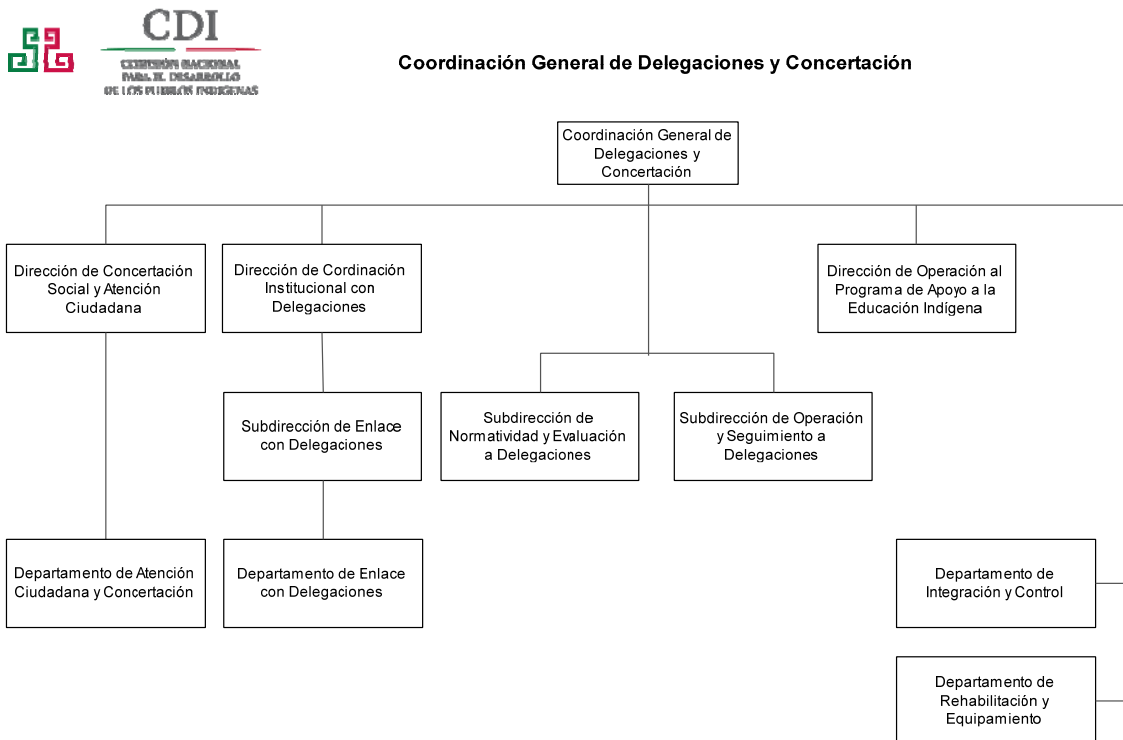 CDI
COMISIÓN NACIONAL
PARA EL DESARROLLO
DE LOS PUEBLOS INDÍGENAS
Coordinación General de Delegaciones y Concertación
Coordinación General de
Delegaciones y
Concertación
Dirección de Concertación
Social y Atención
Ciudadana
Dirección de Cordinación
Institucional con
Delegaciones
Dirección de Operación al
Programa de Apoyo a la
Educación Indígena
Subdirección de Enlace
con Delegaciones
Subdirección de
Normatividad y Evaluación
a Delegaciones
Subdirección de Operación
y Seguimiento a
Delegaciones
Departamento de Atención
Ciudadana y Concertación
Departamento de Enlace
con Delegaciones
Departamento de
Integración y Control
Departamento de
Rehabilitación y
Equipamiento